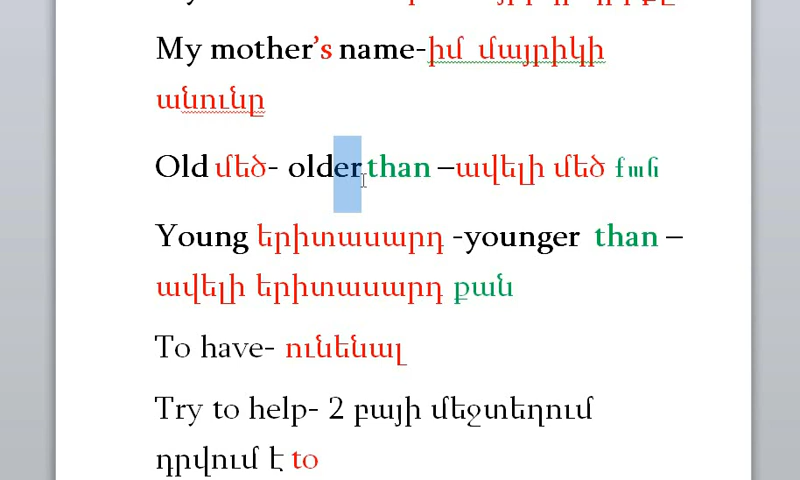 My mother's name-իմ մայրիկի
անունը
Old մեծ- older than –ավելի մեծ քան
Young երիտասարդ -younger than –
ավելի երիտասարդ քան
To have- ունենալ
Try to help- 2 բայի մեջտեղում
դրվում է to